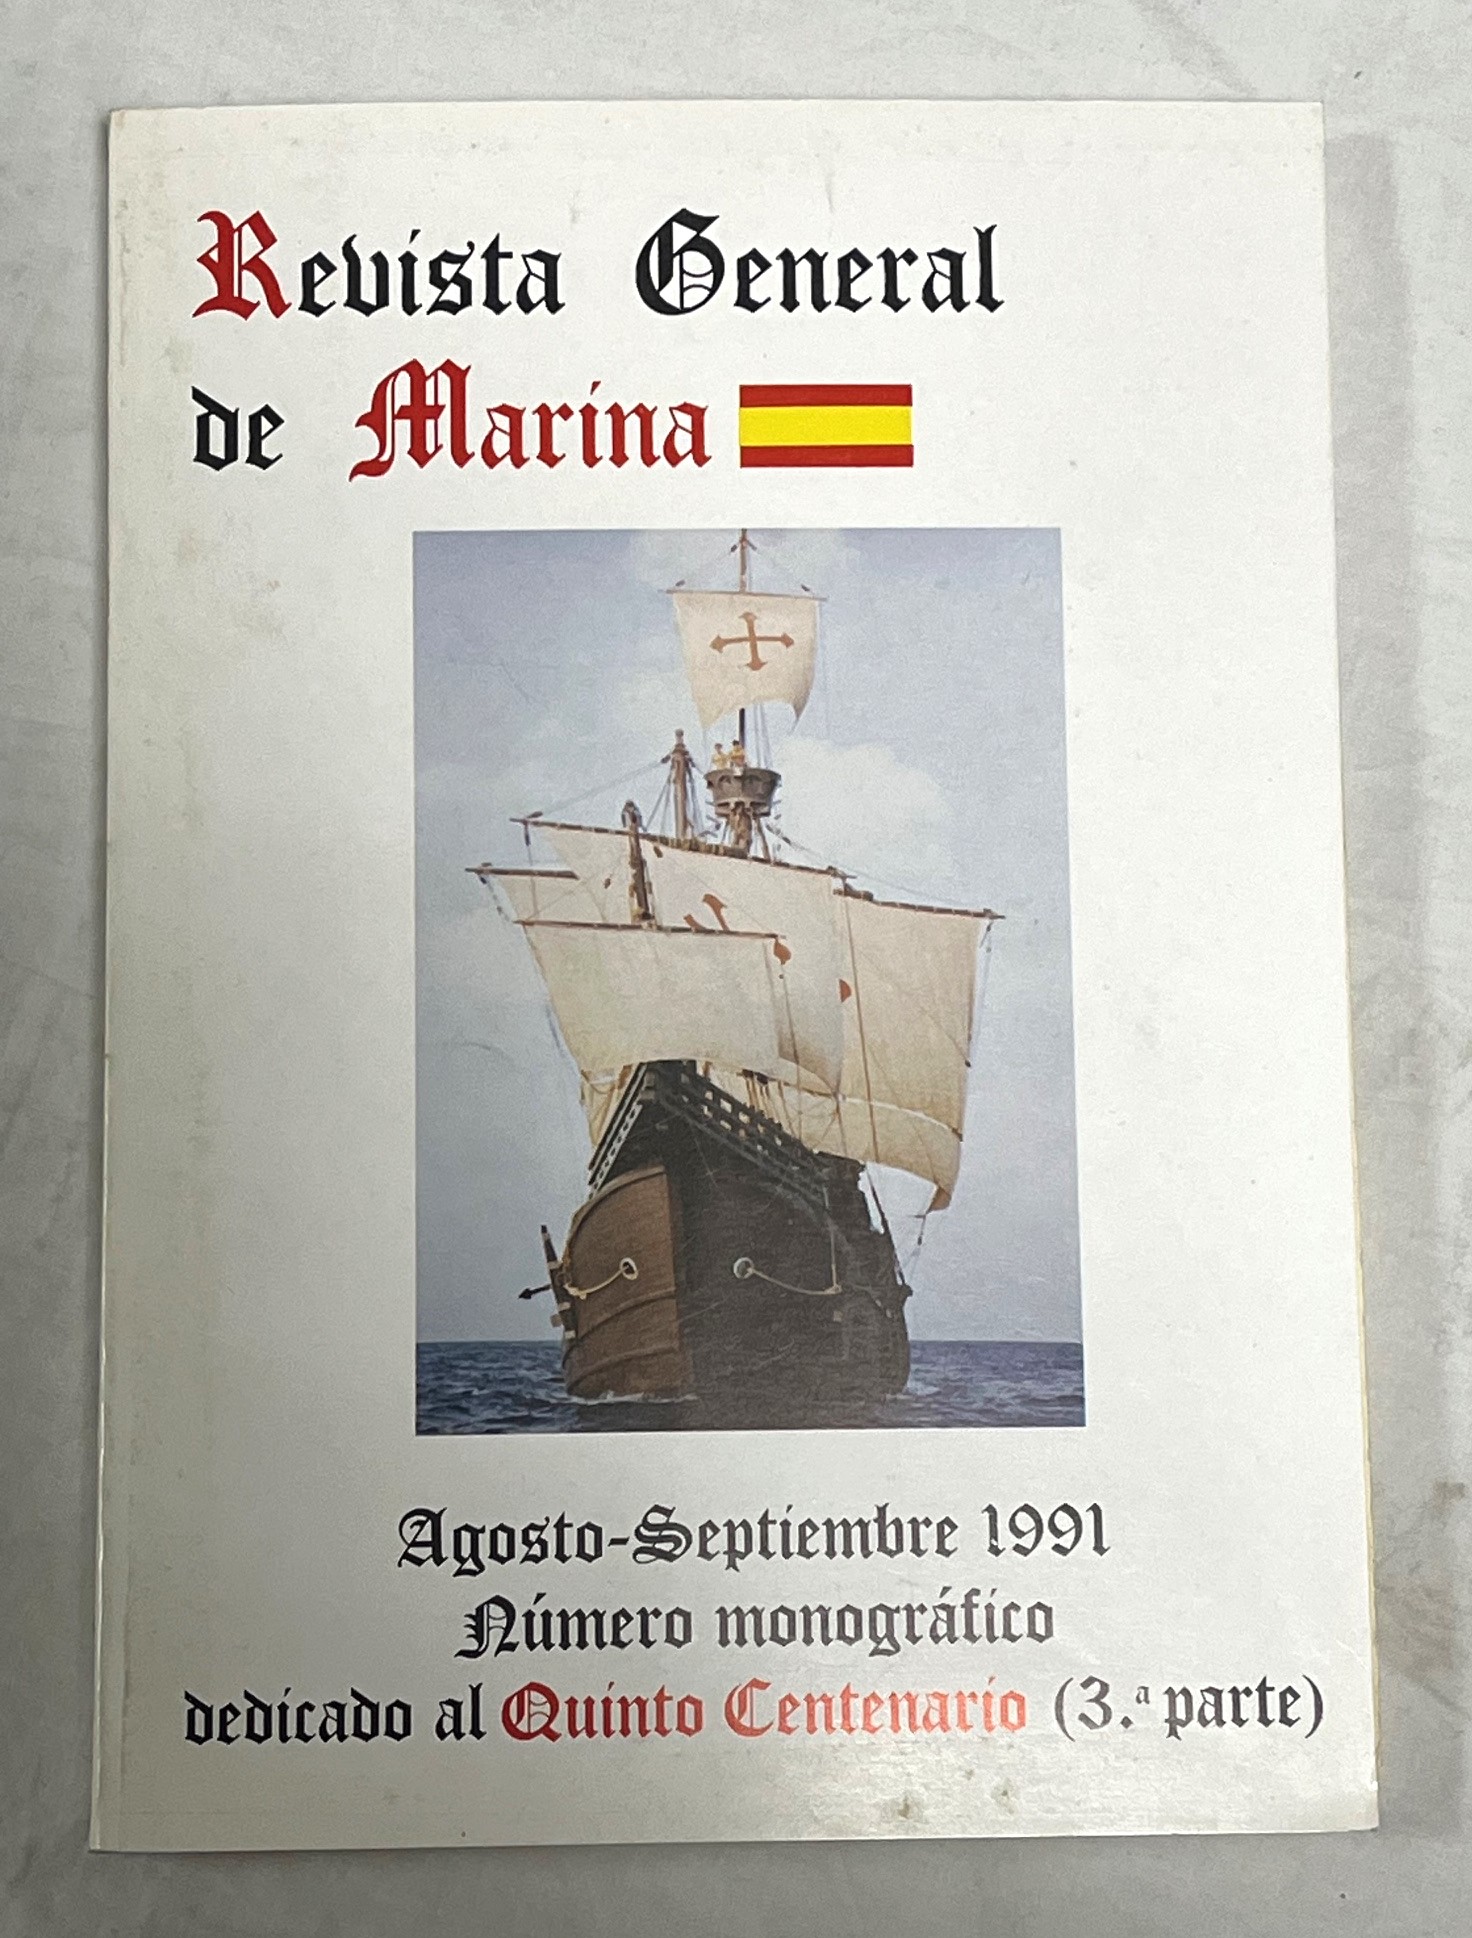 Revista General
de Marina
Agosto-Septiembre 1991
Número monográfico
dedicado al Quinto Centenario (3.ª parte)